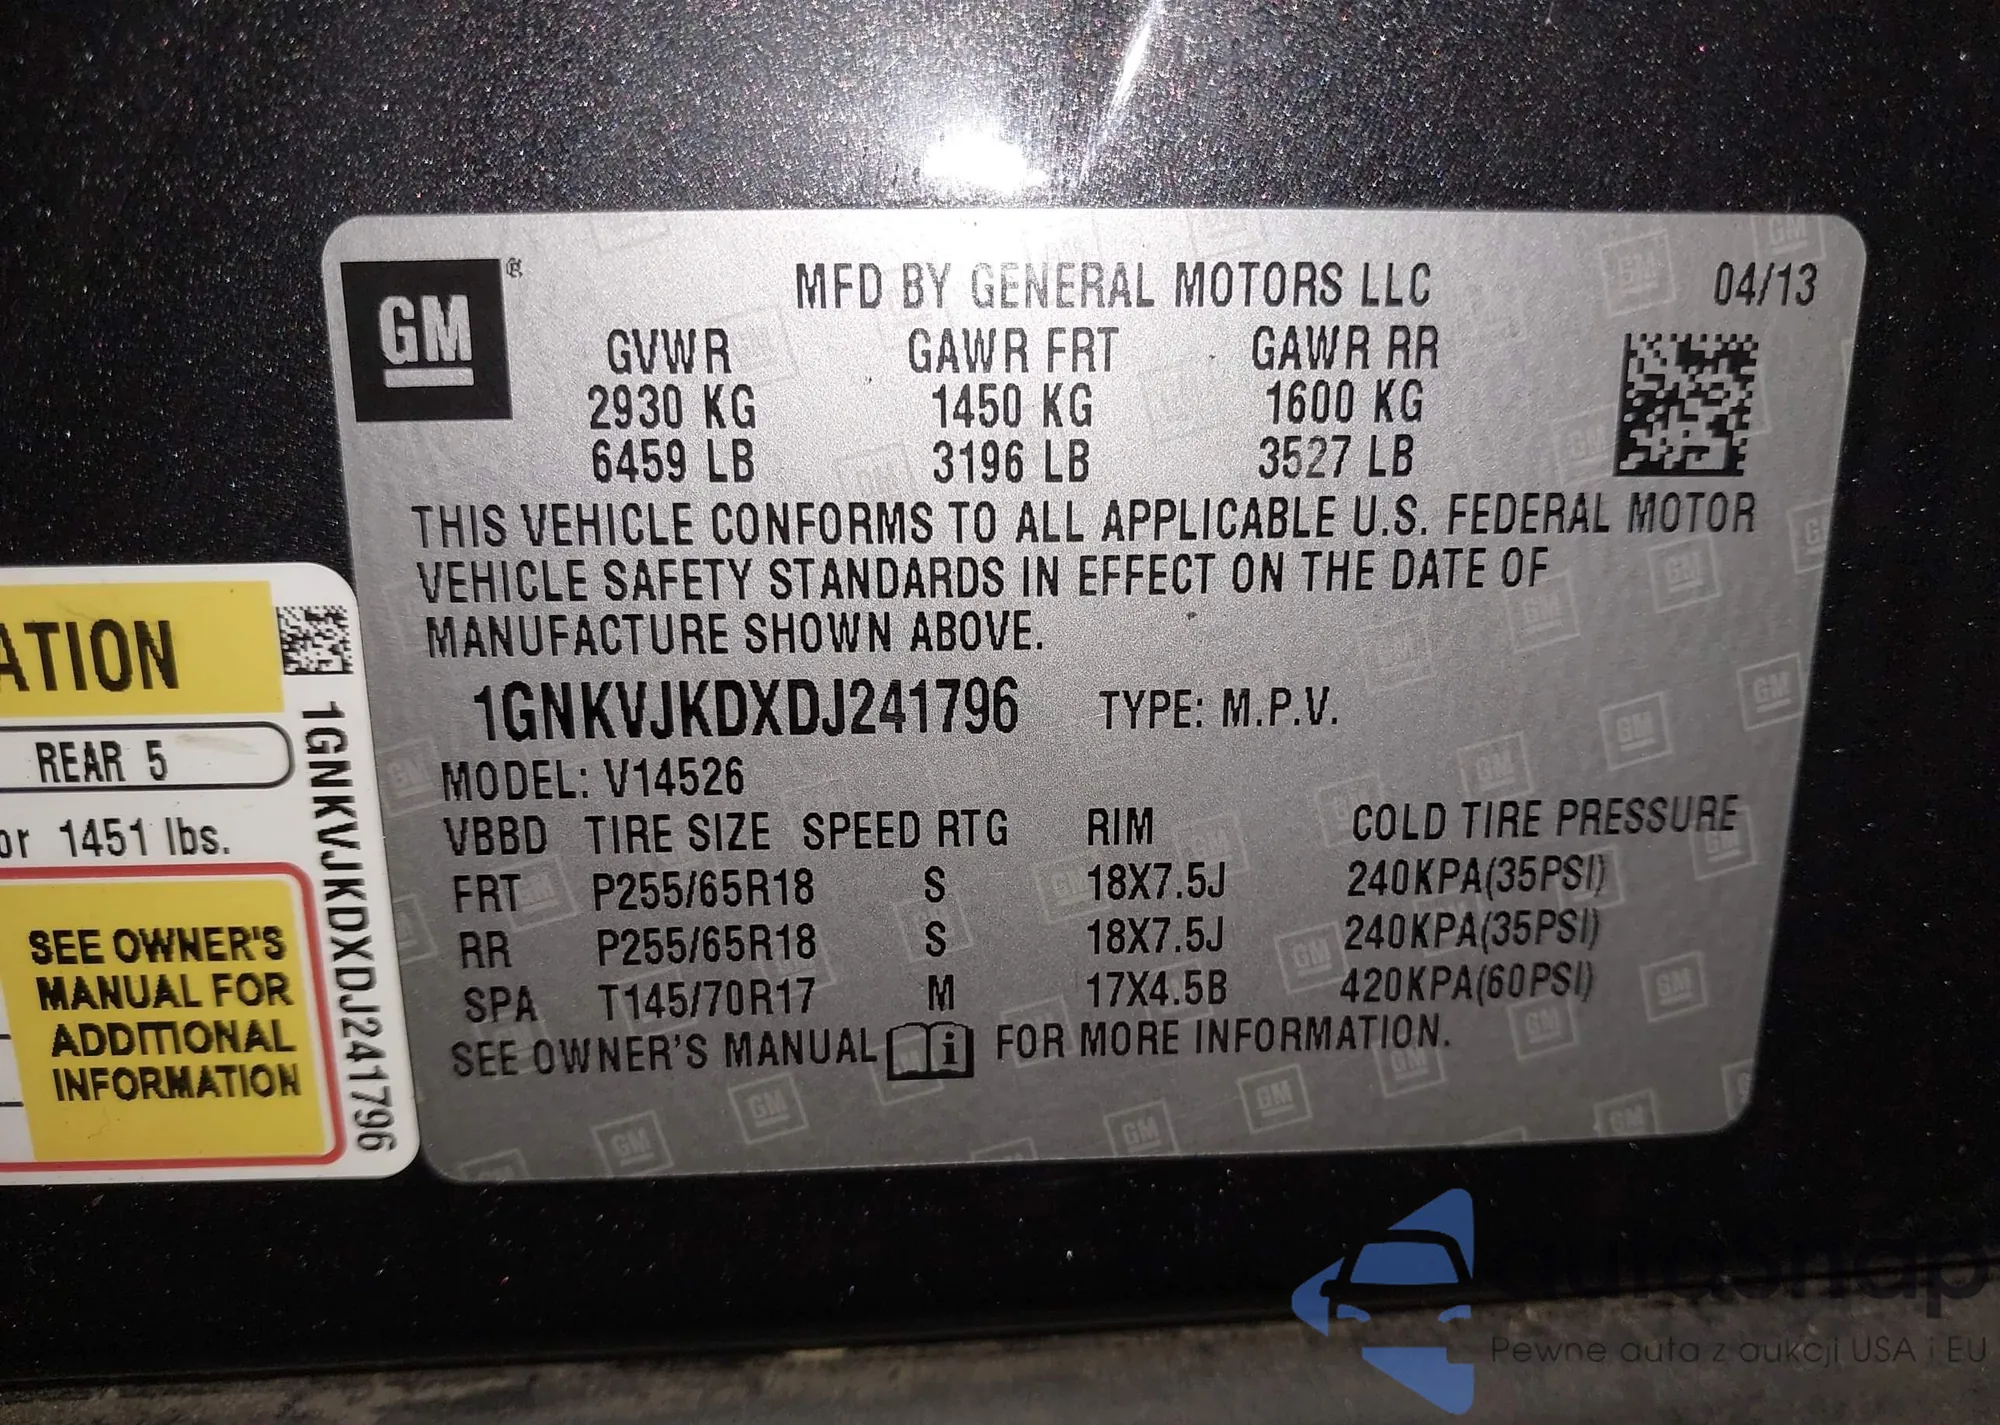 GM ®
MFD BY GENERAL MOTORS LLC 04/13
GVWR GAWR FRT GAWR RR
2930 KG 1450 KG 1600 KG
6459 LB 3196 LB 3527 LB
THIS VEHICLE CONFORMS TO ALL APPLICABLE U.S. FEDERAL MOTOR
VEHICLE SAFETY STANDARDS IN EFFECT ON THE DATE OF
MANUFACTURE SHOWN ABOVE.
1GNKVJKDXDJ241796 TYPE: M.P.V.
MODEL: V14526
VBBD TIRE SIZE SPEED RTG RIM COLD TIRE PRESSURE
FRT P255/65R18 S 18X7.5J 240KPA(35PSI)
RR P255/65R18 S 18X7.5J 240KPA(35PSI)
SPA T145/70R17 M 17X4.5B 420KPA(60PSI)
SEE OWNER'S MANUAL i FOR MORE INFORMATION.
ATION
REAR 5
or 1451 lbs.
SEE OWNER'S
MANUAL FOR
ADDITIONAL
INFORMATION
1GNKVJKDXDJ241796
autasnap
Pewne auta z aukcji USA i EU